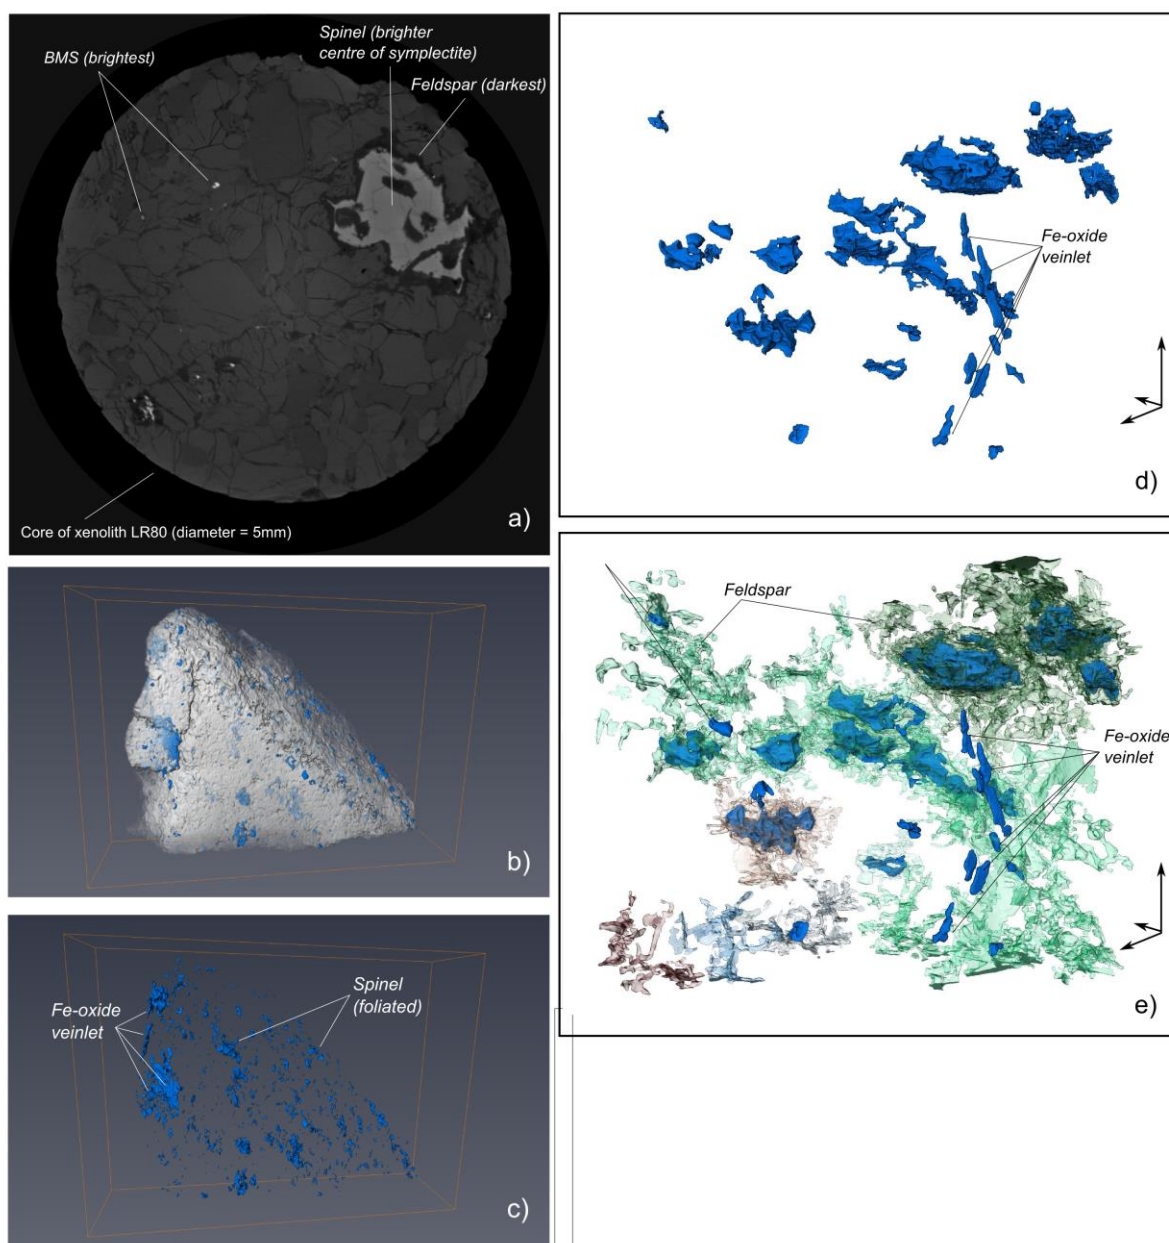 BMS (brightest)
Spinel (brighter
centre of symplectite)
Feldspar (darkest)
Core of xenolith LR80 (diameter = 5mm)
a)
b)
Fe-oxide
veinlet
Spinel
(foliated)
c)
Fe-oxide
veinlet
d)
Feldspar
Fe-oxide
veinlet
e)